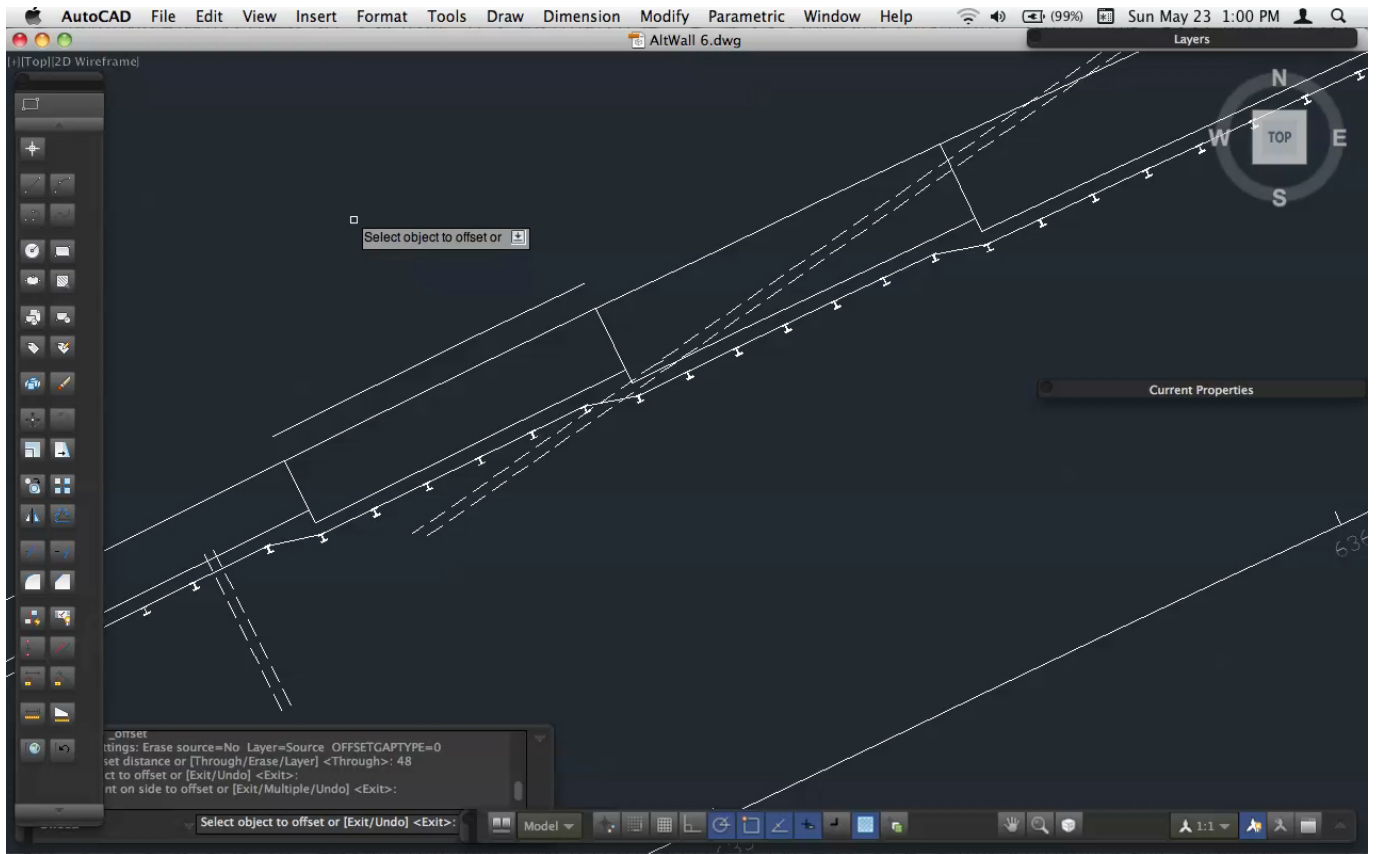 AutoCAD File Edit View Insert Format Tools Draw Dimension Modify Parametric Window Help (99%) Sun May 23 1:00 PM
AltWall 6.dwg
Layers
[+][Top][2D Wireframe]
N
W TOP E
S
Select object to offset or
Current Properties
636
_offset
ttings: Erase source=No Layer=Source OFFSETGAPTYPE=0
set distance or [Through/Erase/Layer] <Through>: 48
ct to offset or [Exit/Undo] <Exit>:
nt on side to offset or [Exit/Multiple/Undo] <Exit>:
Select object to offset or [Exit/Undo] <Exit>:
Model
1:1